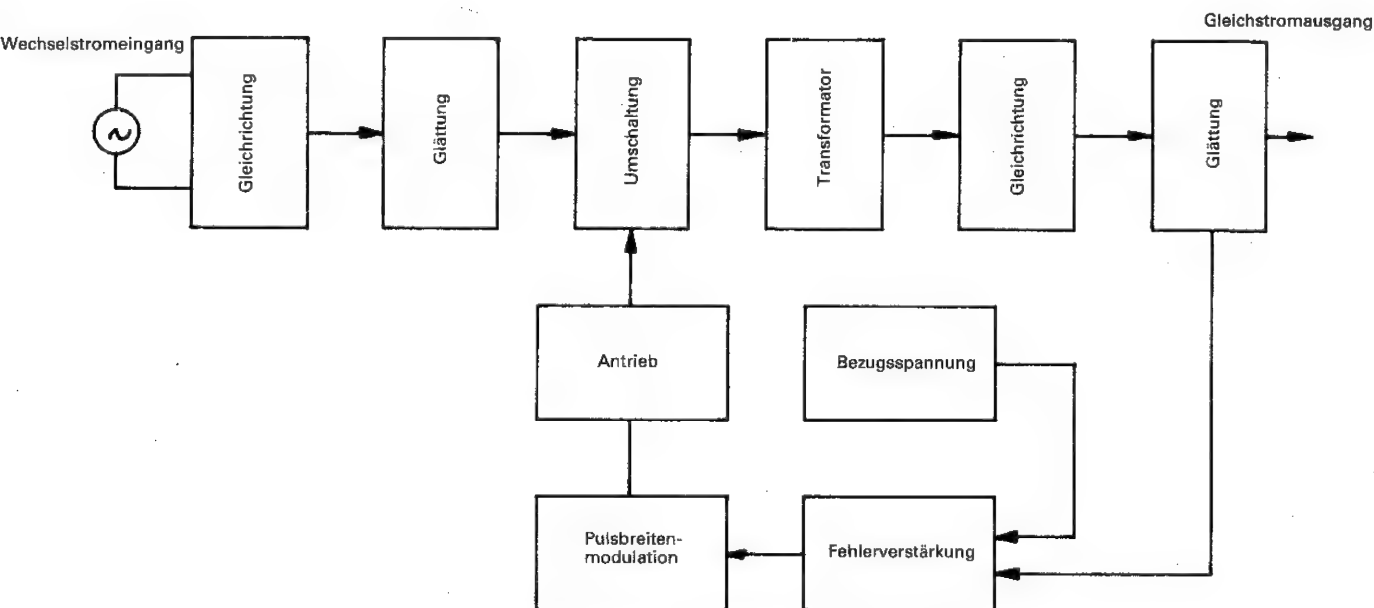 Gleichstromausgang
Wechselstromeingang
Gleichrichtung
Glättung
Umschaltung
Transformator
Gleichrichtung
Glättung
Antrieb
Bezugsspannung
Pulsbreiten-
modulation
Fehlerverstärkung